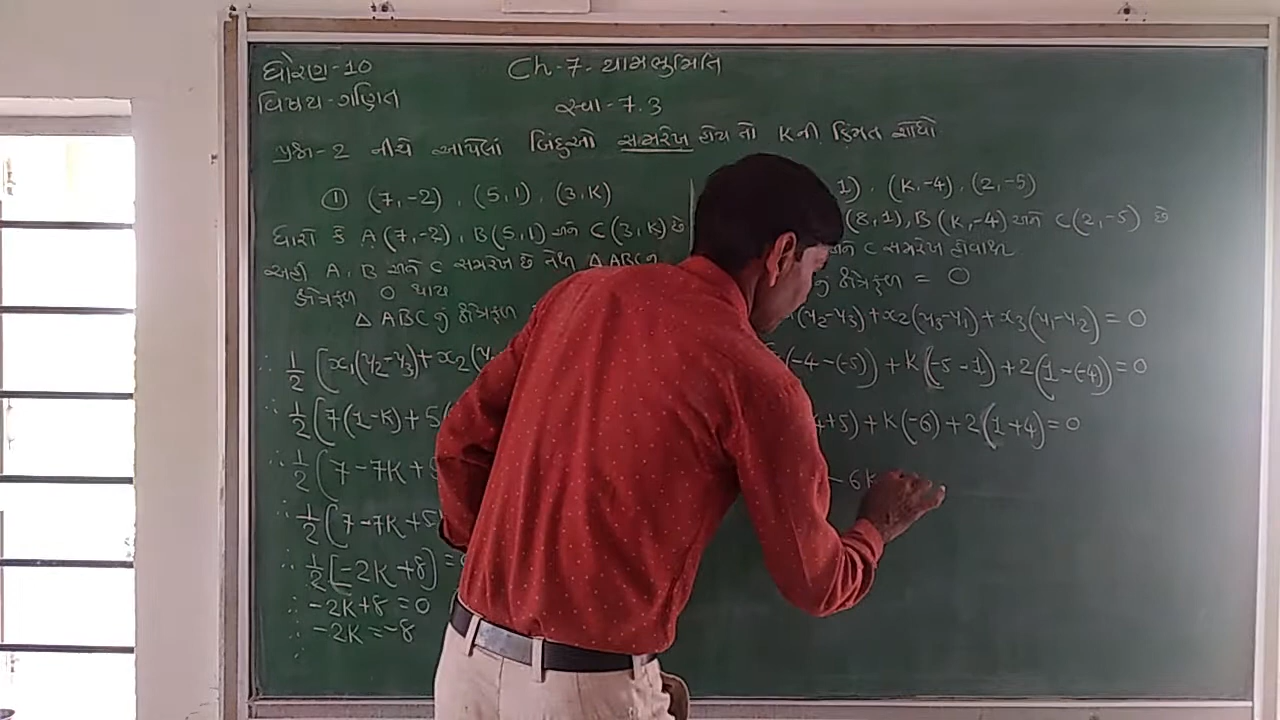 ધોરણ-10
વિષય-ગણિત
Ch-7-યામભૂમિતિ
સ્વા-7.3
પ્રશ્ન-2 નીચે આપેલાં બિંદુઓ સમરેખ હોય તો Kની કિંમત શોધો
① (7,-2), (5,1), (3,K)
ધારો કે A(7,-2), B(5,1) અને C(3,K) છે
અહીં A, B અને C સમરેખ છે તેથી △ABCનું
ક્ષેત્રફળ 0 થાય
△ABCનું ક્ષેત્રફળ
∴ 1/2 [x₁(y₂-y₃)+x₂(y
∴ 1/2 [7(1-K)+5(
∴ 1/2 (7-7K+5
∴ 1/2 (7-7K+5
∴ 1/2 [-2K+8]=0
∴ -2K+8=0
∴ -2K=-8
∴
1), (K,-4), (2,-5)
(8,1), B(K,-4) અને C(2,-5) છે
અને C સમરેખ હોવાથી
નું ક્ષેત્રફળ = 0
(y₂-y₃)+x₂(y₃-y₁)+x₃(y₁-y₂)=0
(-4-(-5))+K(-5-1)+2(1-(-4))=0
4+5)+K(-6)+2(1+4)=0
-6K